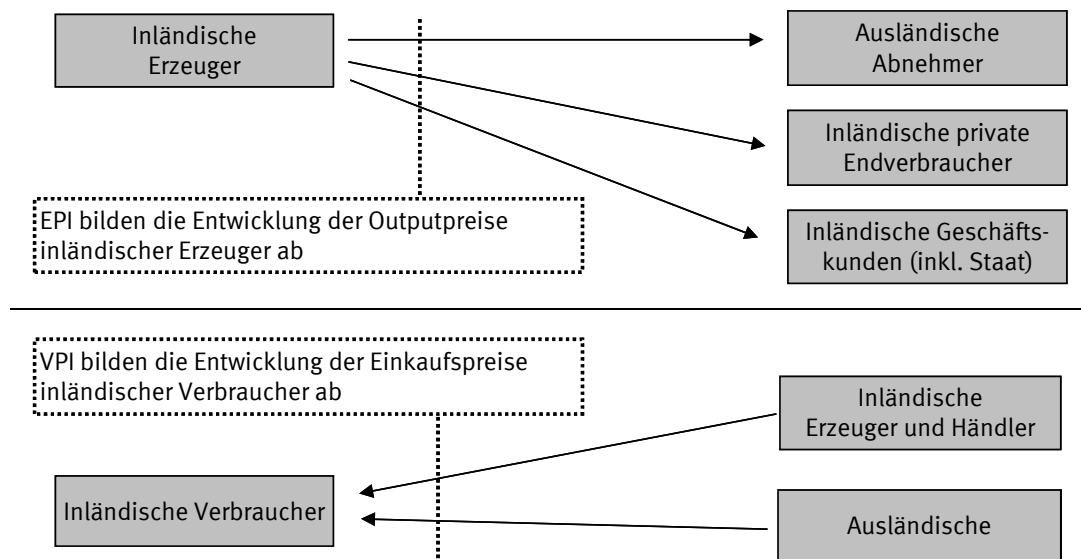 Inländische
Erzeuger
Ausländische
Abnehmer
Inländische private
Endverbraucher
EPI bilden die Entwicklung der Outputpreise
inländischer Erzeuger ab
Inländische Geschäfts-
kunden (inkl. Staat)
VPI bilden die Entwicklung der Einkaufspreise
inländischer Verbraucher ab
Inländische
Erzeuger und Händler
Inländische Verbraucher
Ausländische